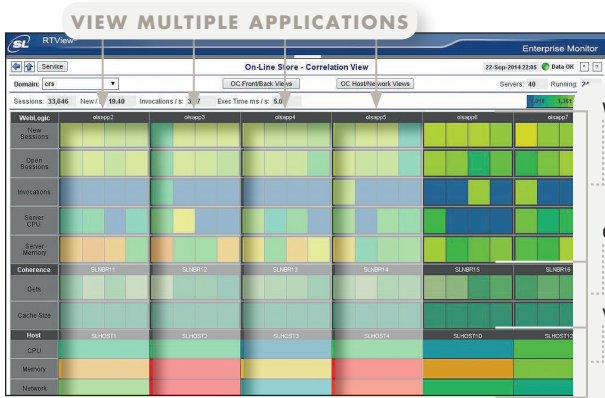 VIEW MULTIPLE APPLICATIONS
SL RTView
Enterprise Monitor
Service
On-Line Store - Correlation View
22-Sep-2014 22:05 Data OK ^ ?
Domain: ors
OC Front/Back Views
OC Host/Network Views
Servers: 40 Running:
Sessions: 33,646 New / 19.40 Invocations / s: Exec Time ms / s: 5.0
WebLogic olsapp2 olsapp3 olsapp4 olsapp5 olsapp6 olsapp7
New Sessions
Open Sessions
Invocations
Server CPU
Server Memory
Coherence SLNBR11 SLNBR12 SLNBR13 SLNBR14 SLNBR15 SLNBR16
Gets
Cache Size
Host SLHOST1 SLHOST2 SLHOST3 SLHOST4 SLHOST10 SLHOST12
CPU
Memory
Network